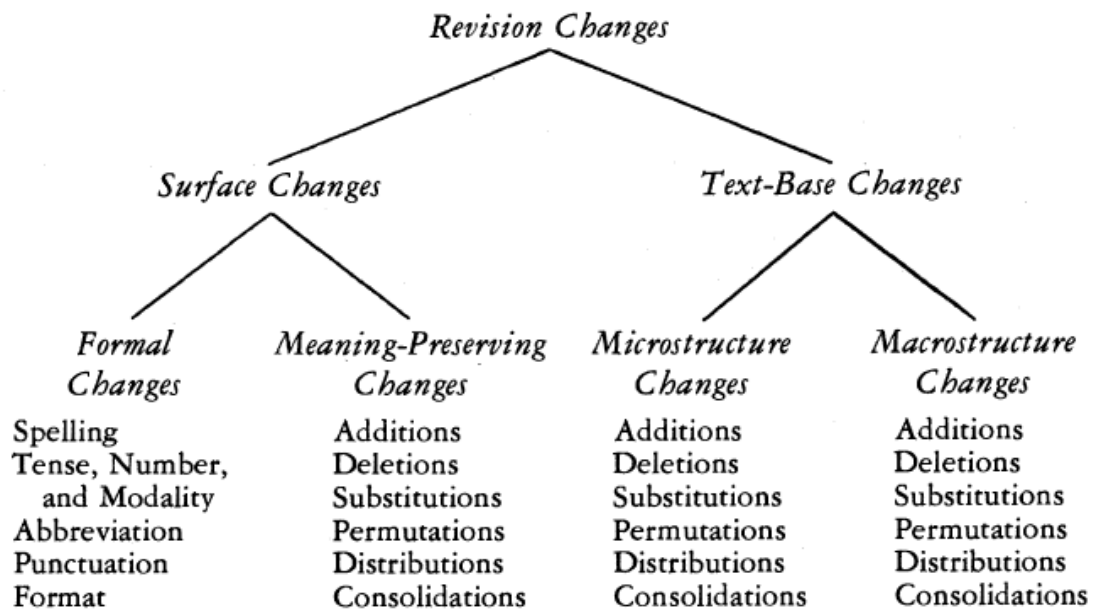 Revision Changes
Surface Changes
Text-Base Changes
Formal
Changes
Spelling
Tense, Number,
and Modality
Abbreviation
Punctuation
Format
Meaning-Preserving
Changes
Additions
Deletions
Substitutions
Permutations
Distributions
Consolidations
Microstructure
Changes
Additions
Deletions
Substitutions
Permutations
Distributions
Consolidations
Macrostructure
Changes
Additions
Deletions
Substitutions
Permutations
Distributions
Consolidations